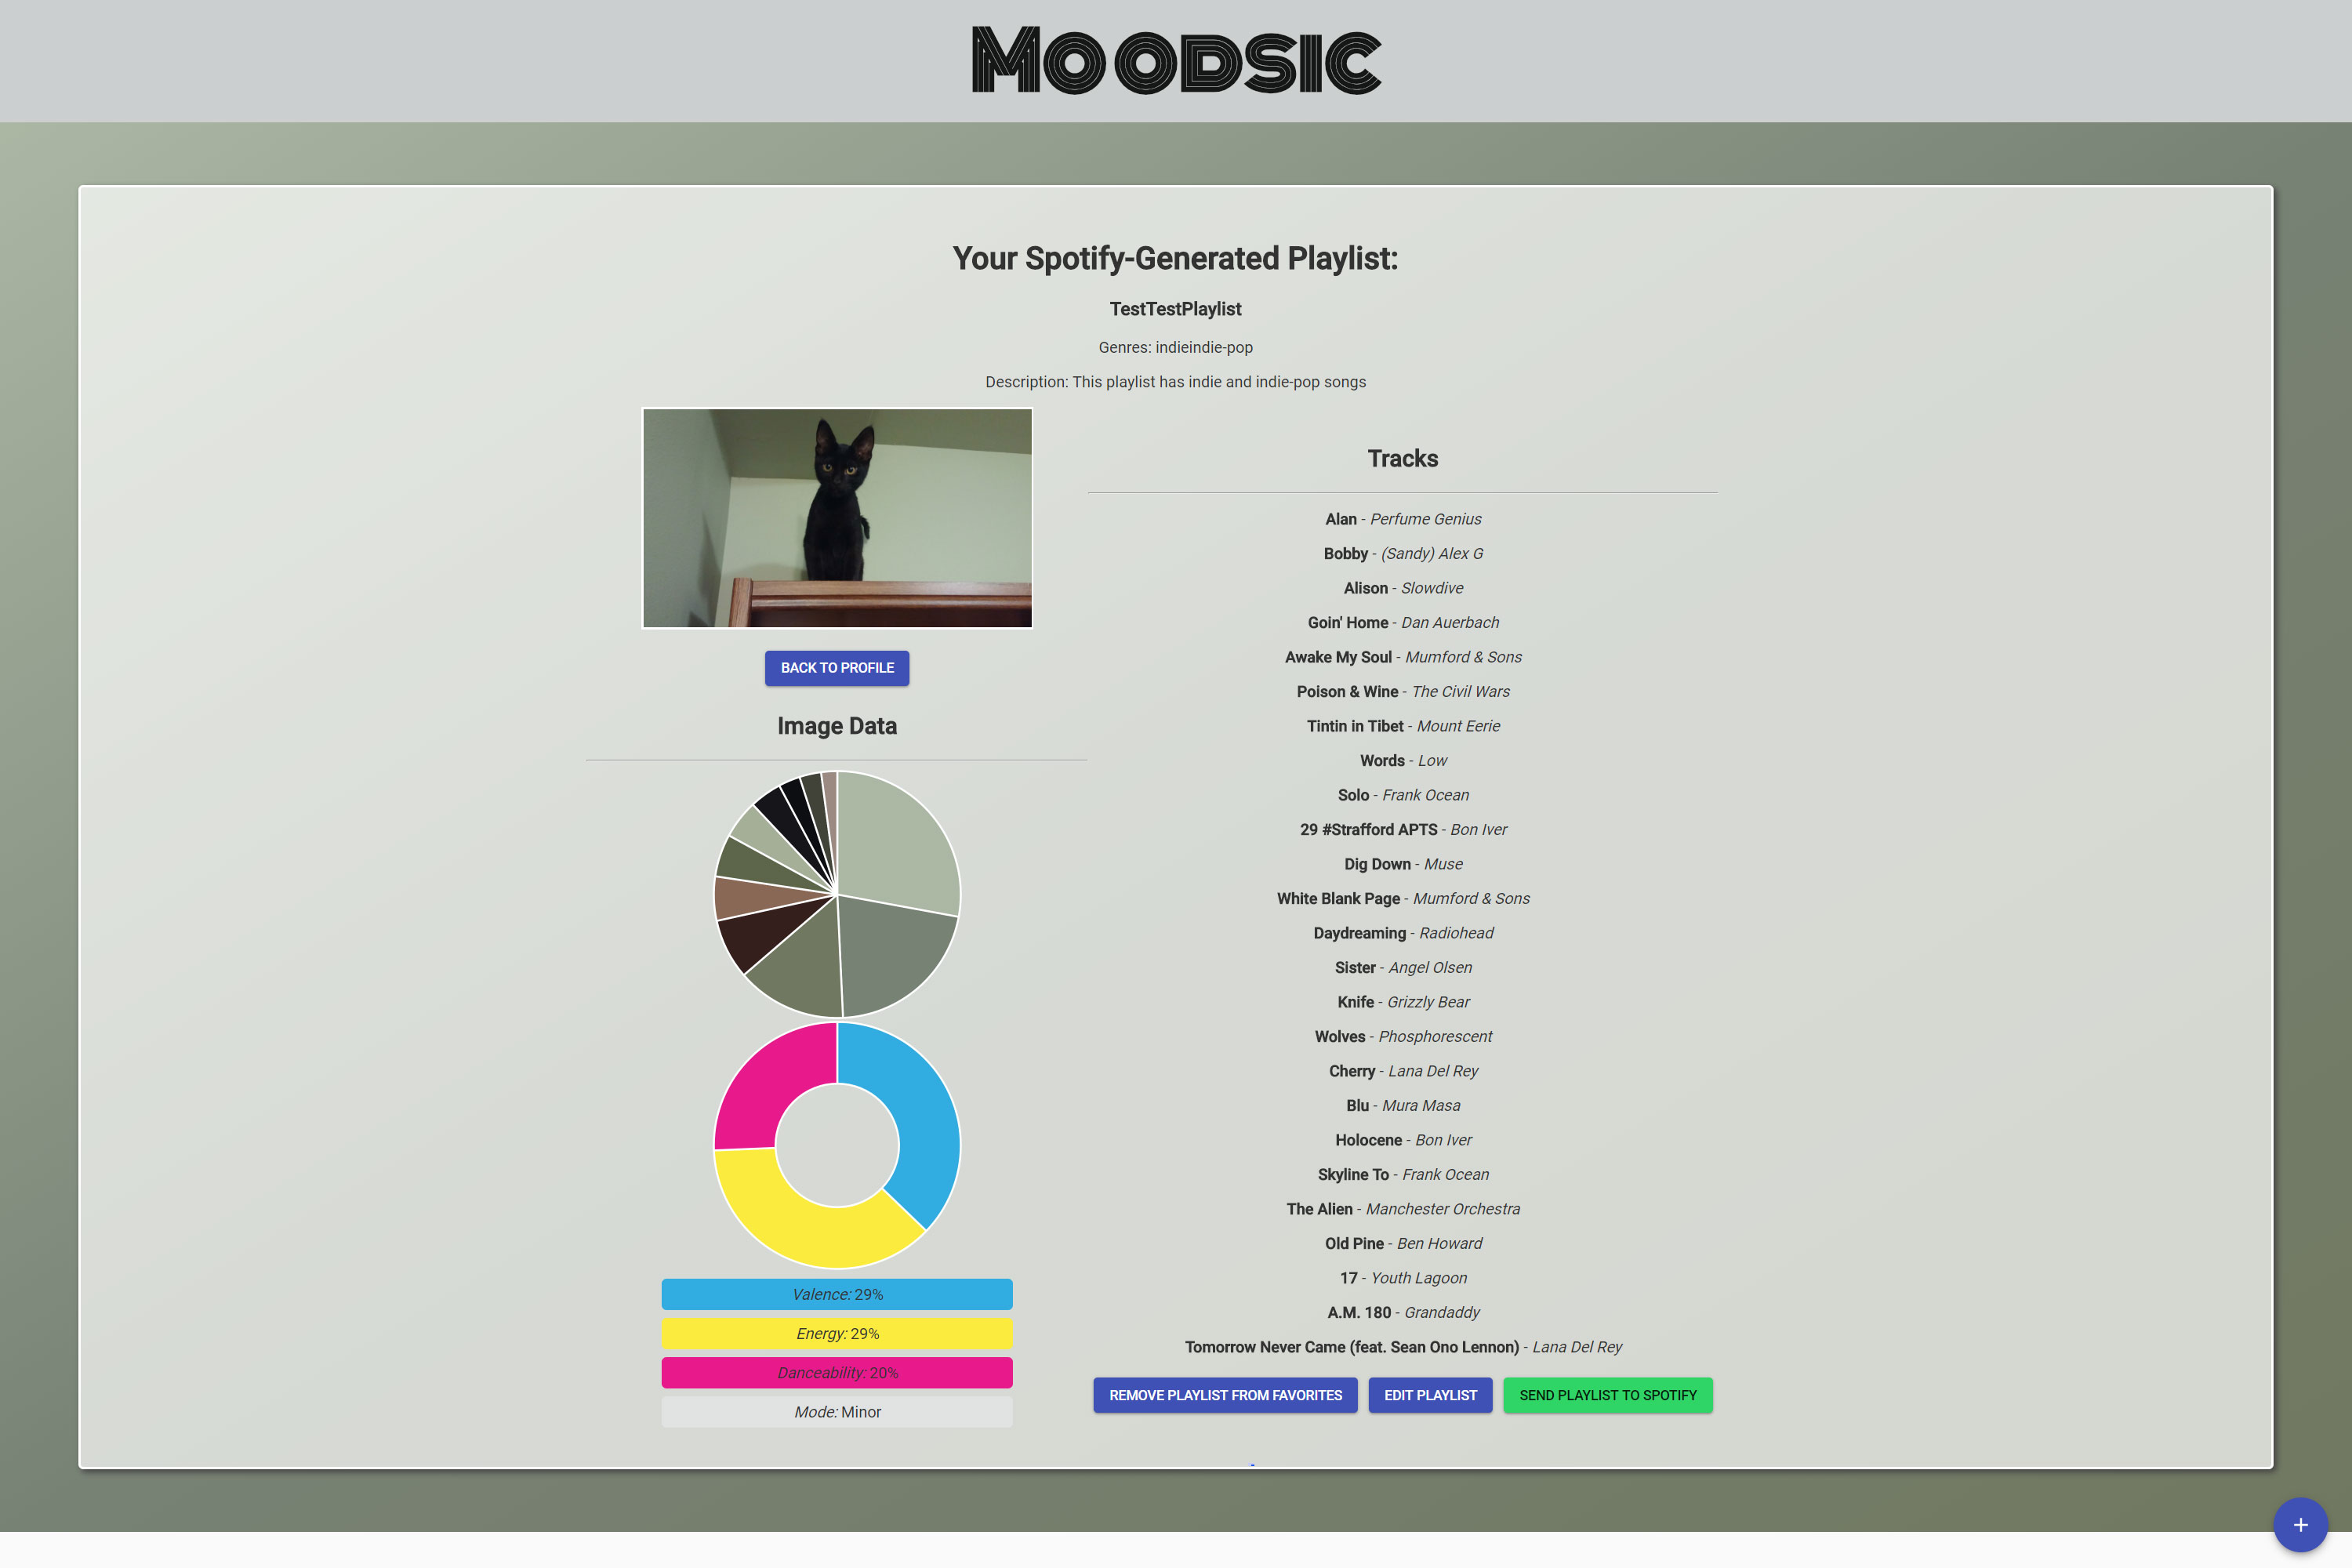 MOODSIC
Your Spotify-Generated Playlist:
TestTestPlaylist
Genres: indieindie-pop
Description: This playlist has indie and indie-pop songs
BACK TO PROFILE
Image Data
Valence: 29%
Energy: 29%
Danceability: 20%
Mode: Minor
Tracks
Alan - Perfume Genius
Bobby - (Sandy) Alex G
Alison - Slowdive
Goin' Home - Dan Auerbach
Awake My Soul - Mumford & Sons
Poison & Wine - The Civil Wars
Tintin in Tibet - Mount Eerie
Words - Low
Solo - Frank Ocean
29 #Strafford APTS - Bon Iver
Dig Down - Muse
White Blank Page - Mumford & Sons
Daydreaming - Radiohead
Sister - Angel Olsen
Knife - Grizzly Bear
Wolves - Phosphorescent
Cherry - Lana Del Rey
Blu - Mura Masa
Holocene - Bon Iver
Skyline To - Frank Ocean
The Alien - Manchester Orchestra
Old Pine - Ben Howard
17 - Youth Lagoon
A.M. 180 - Grandaddy
Tomorrow Never Came (feat. Sean Ono Lennon) - Lana Del Rey
REMOVE PLAYLIST FROM FAVORITES EDIT PLAYLIST SEND PLAYLIST TO SPOTIFY
+